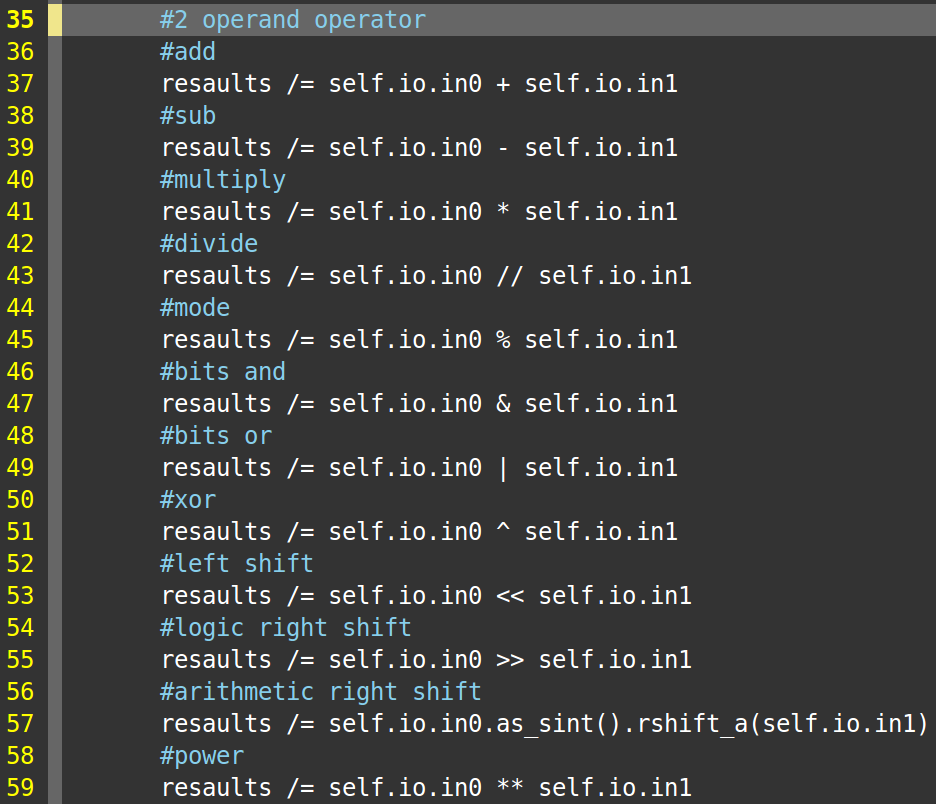 35 #2 operand operator
36 #add
37 resaults /= self.io.in0 + self.io.in1
38 #sub
39 resaults /= self.io.in0 - self.io.in1
40 #multiply
41 resaults /= self.io.in0 * self.io.in1
42 #divide
43 resaults /= self.io.in0 // self.io.in1
44 #mode
45 resaults /= self.io.in0 % self.io.in1
46 #bits and
47 resaults /= self.io.in0 & self.io.in1
48 #bits or
49 resaults /= self.io.in0 | self.io.in1
50 #xor
51 resaults /= self.io.in0 ^ self.io.in1
52 #left shift
53 resaults /= self.io.in0 << self.io.in1
54 #logic right shift
55 resaults /= self.io.in0 >> self.io.in1
56 #arithmetic right shift
57 resaults /= self.io.in0.as_sint().rshift_a(self.io.in1)
58 #power
59 resaults /= self.io.in0 ** self.io.in1